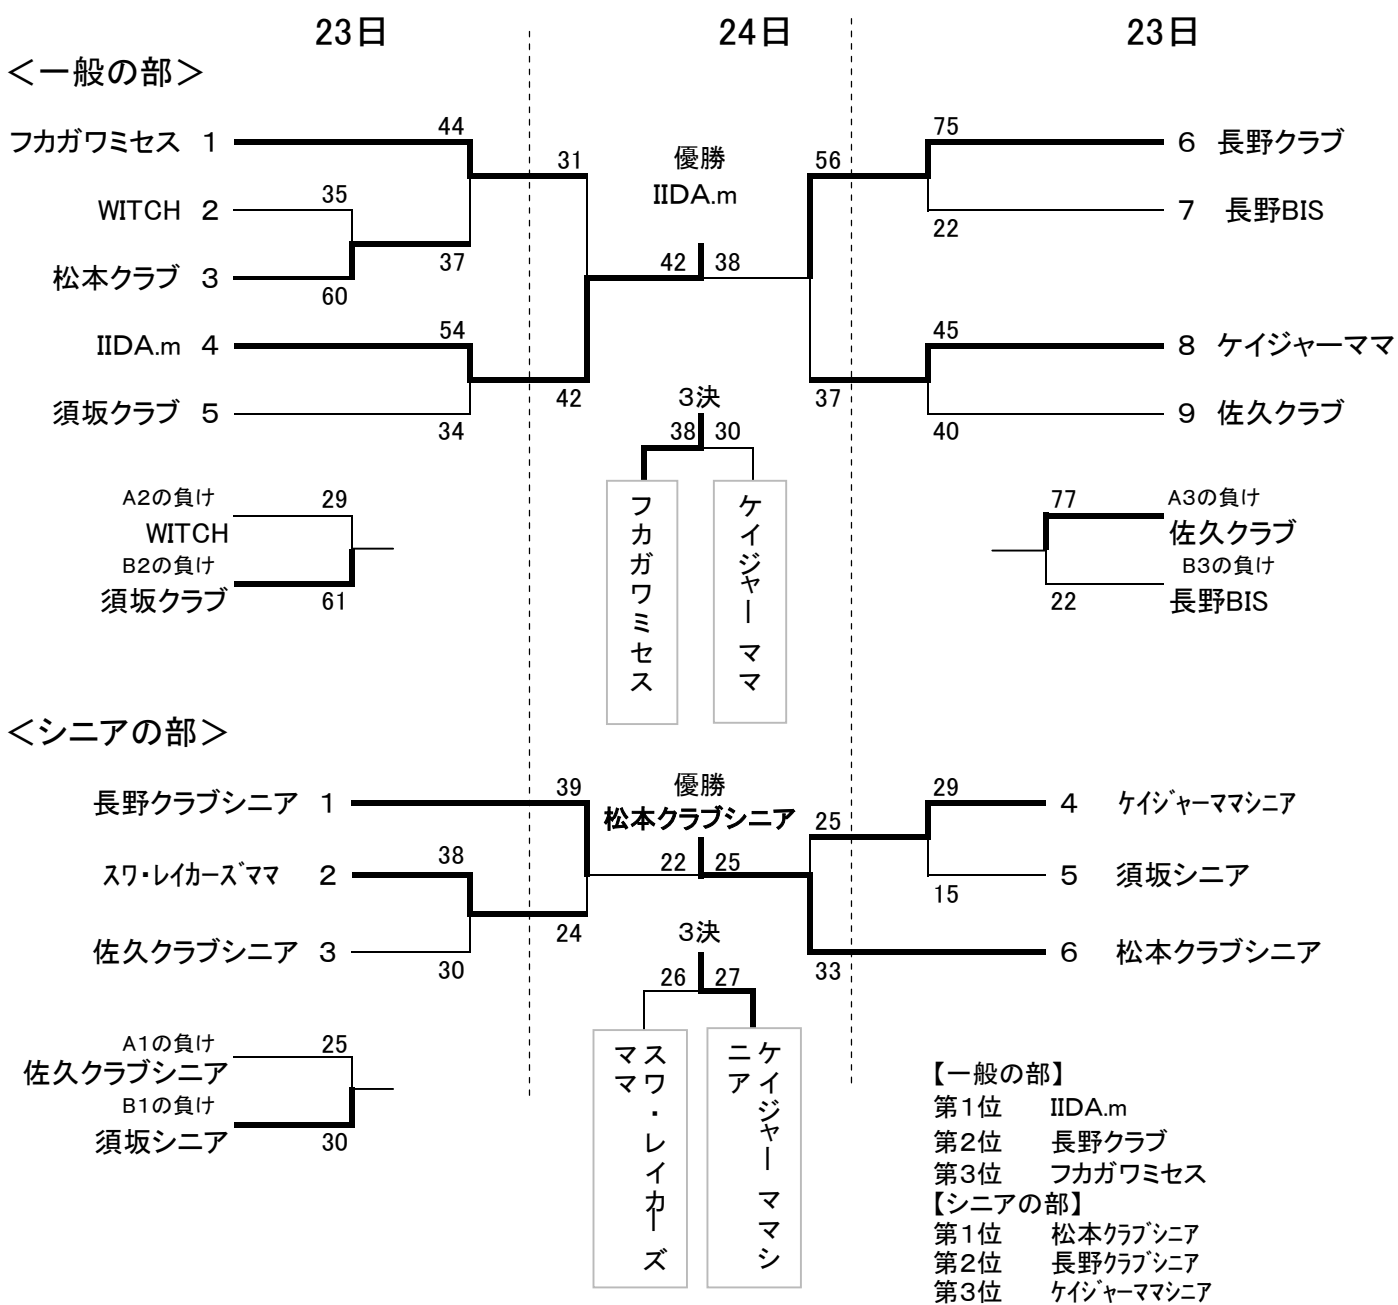 23日
24日
23日
＜一般の部＞
フカガワミセス 1
44
31
優勝
IIDA.m
56
75
6 長野クラブ
WITCH 2
35
22
7 長野BIS
松本クラブ 3
60
37
42 38
IIDA.m 4
54
45
8 ケイジャーママ
須坂クラブ 5
34
42
37
40
9 佐久クラブ
3決
38 30
フカガワミセス
ケイジャーママ
A2の負け
WITCH
29
B2の負け
須坂クラブ
61
77
A3の負け
佐久クラブ
B3の負け
22
長野BIS
＜シニアの部＞
長野クラブシニア 1
39
優勝
松本クラブシニア
25
29
4 ｹｲｼﾞｬｰママシニア
ｽﾜ・ﾚｲｶｰｽﾞママ 2
38
22 25
15
5 須坂シニア
佐久クラブシニア 3
30
24
33
6 松本クラブシニア
3決
26 27
スワ・レイカーズママ
ケイジャーママシニア
A1の負け
佐久クラブシニア
25
B1の負け
須坂シニア
30
【一般の部】
第1位 IIDA.m
第2位 長野クラブ
第3位 フカガワミセス
【シニアの部】
第1位 松本ｸﾗﾌﾞｼﾆｱ
第2位 長野ｸﾗﾌﾞｼﾆｱ
第3位 ｹｲｼﾞｬｰママシニア